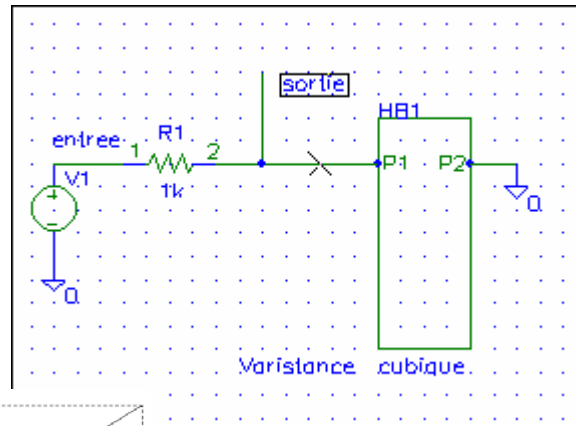 sortie
HB1
entree
R1
1
2
V1
1k
P1
P2
0
0
Varistance cubique